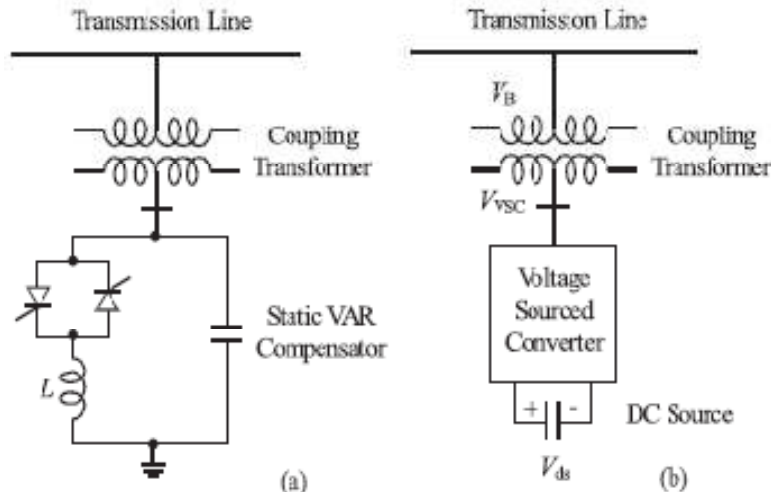 Transmission Line
Coupling
Transformer
Static VAR
Compensator
L
(a)
Transmission Line
V_B
Coupling
Transformer
V_VSC
Voltage
Sourced
Converter
+ -
DC Source
V_ds
(b)